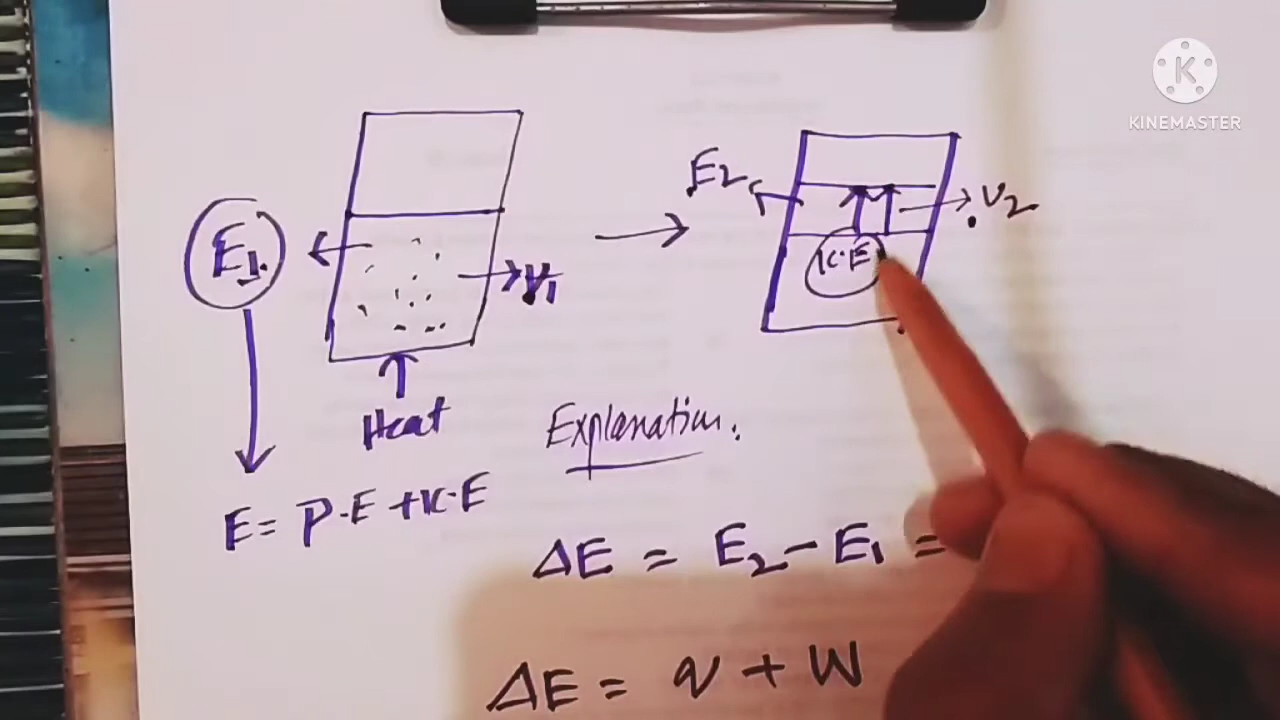 K
KINEMASTER
E1.
V1
E2
V2
K.E
Heat
Explanation.
E = P.E + K.E
ΔE = E2 - E1 =
ΔE = q + W